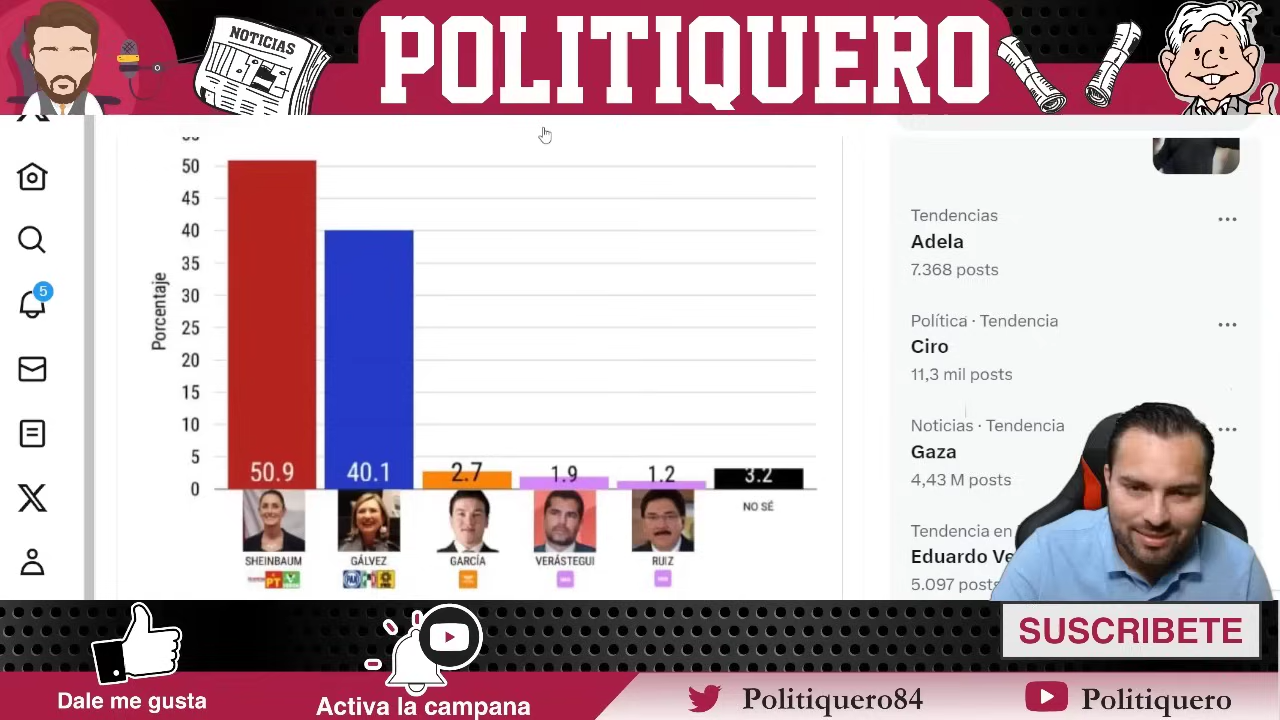 NOTICIAS
POLITIQUERO
50
45
40
35
30
25
20
15
10
5
0
Porcentaje
50.9
40.1
2.7
1.9
1.2
3.2
SHEINBAUM
GÁLVEZ
GARCÍA
VERÁSTEGUI
RUIZ
NO SÉ
PT
5
Tendencias
Adela
7.368 posts
Política · Tendencia
Ciro
11,3 mil posts
Noticias · Tendencia
Gaza
4,43 M posts
Tendencia en
Eduardo Ve
5.097 posts
SUSCRIBETE
Dale me gusta
Activa la campana
Politiquero84
Politiquero